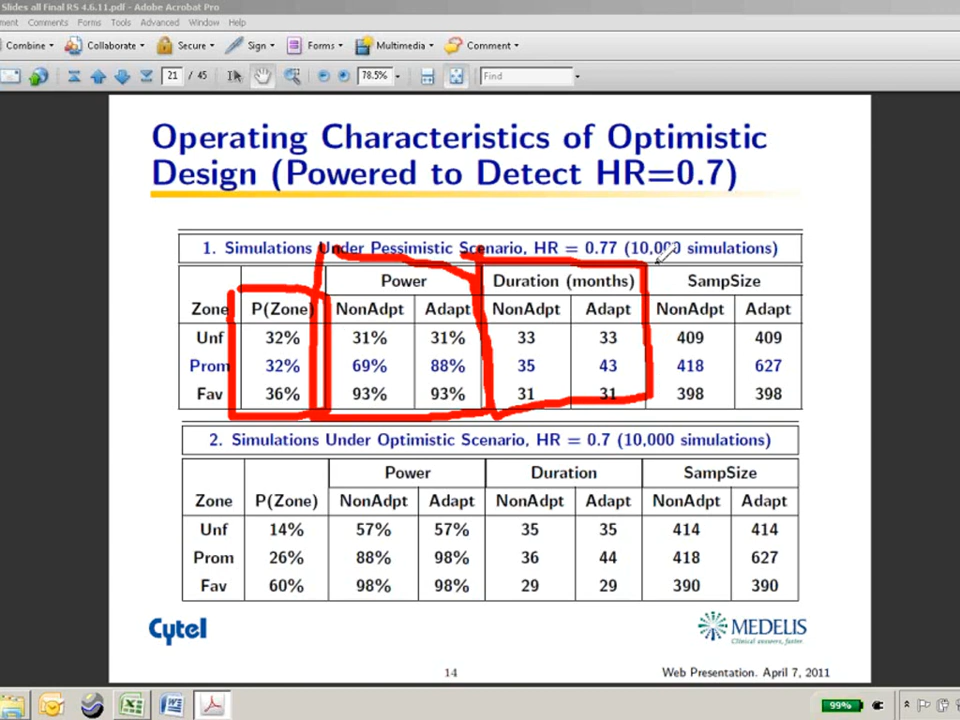 Slides all Final RS 4.6.11.pdf - Adobe Acrobat Pro
ment Comments Forms Tools Advanced Window Help
Combine Collaborate Secure Sign Forms Multimedia Comment
21 / 45 78.5% Find
Operating Characteristics of Optimistic
Design (Powered to Detect HR=0.7)
1. Simulations Under Pessimistic Scenario, HR = 0.77 (10,000 simulations)
Power Duration (months) SampSize
Zone P(Zone) NonAdpt Adapt NonAdpt Adapt NonAdpt Adapt
Unf 32% 31% 31% 33 33 409 409
Prom 32% 69% 88% 35 43 418 627
Fav 36% 93% 93% 31 31 398 398
2. Simulations Under Optimistic Scenario, HR = 0.7 (10,000 simulations)
Power Duration SampSize
Zone P(Zone) NonAdpt Adapt NonAdpt Adapt NonAdpt Adapt
Unf 14% 57% 57% 35 35 414 414
Prom 26% 88% 98% 36 44 418 627
Fav 60% 98% 98% 29 29 390 390
Cytel MEDELIS
Clinical answers, faster
14 Web Presentation. April 7, 2011
99%